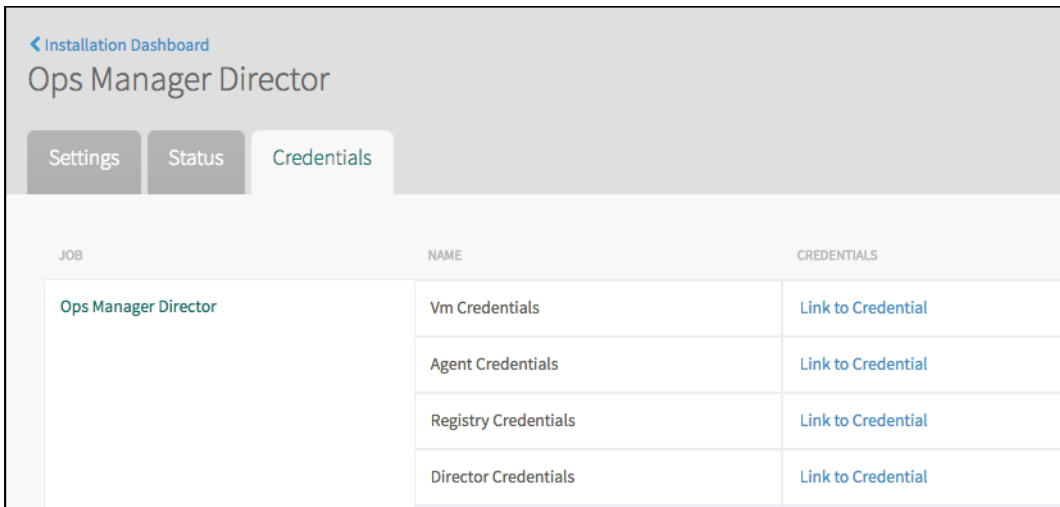 Installation Dashboard
Ops Manager Director
Settings Status Credentials
JOB NAME CREDENTIALS
Ops Manager Director Vm Credentials Link to Credential
Agent Credentials Link to Credential
Registry Credentials Link to Credential
Director Credentials Link to Credential